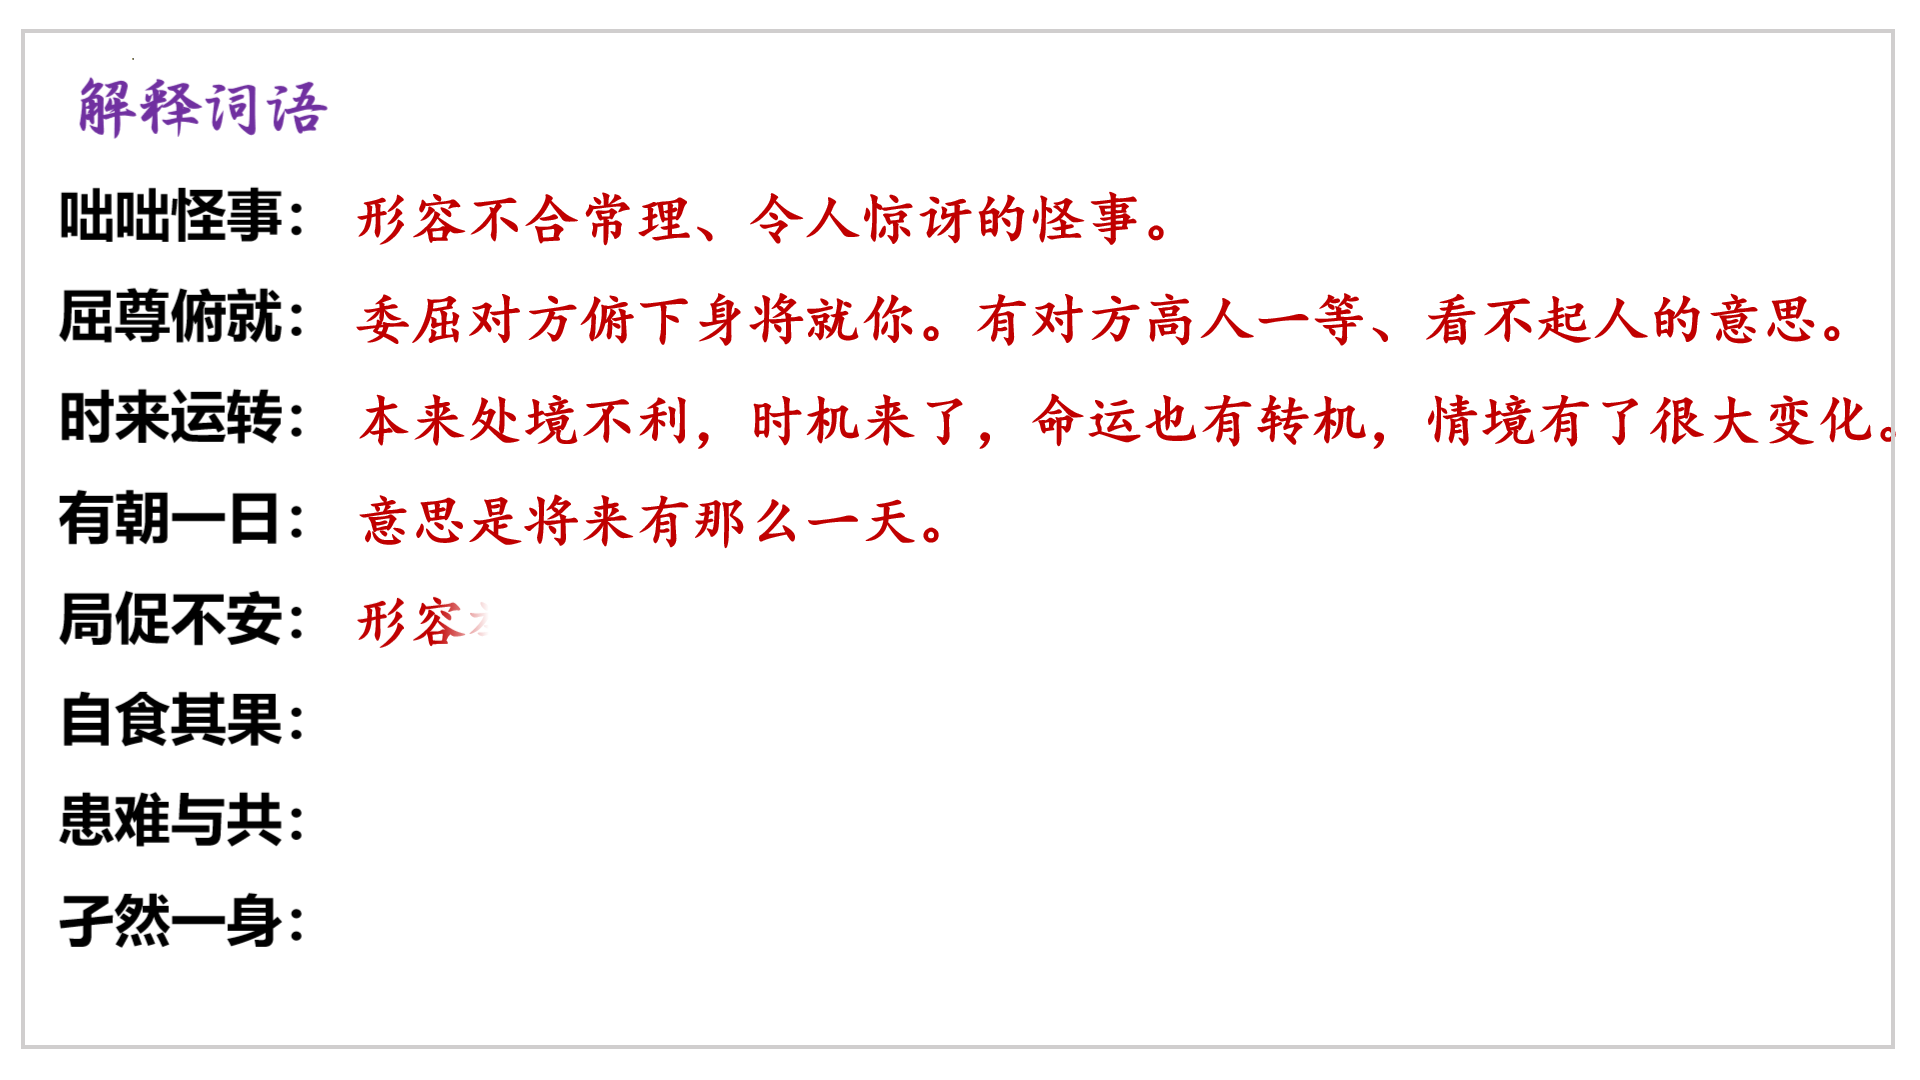 解释词语
咄咄怪事： 形容不合常理、令人惊讶的怪事。
屈尊俯就： 委屈对方俯下身将就你。有对方高人一等、看不起人的意思。
时来运转： 本来处境不利，时机来了，命运也有转机，情境有了很大变化。
有朝一日： 意思是将来有那么一天。
局促不安： 形容
自食其果：
患难与共：
孑然一身：